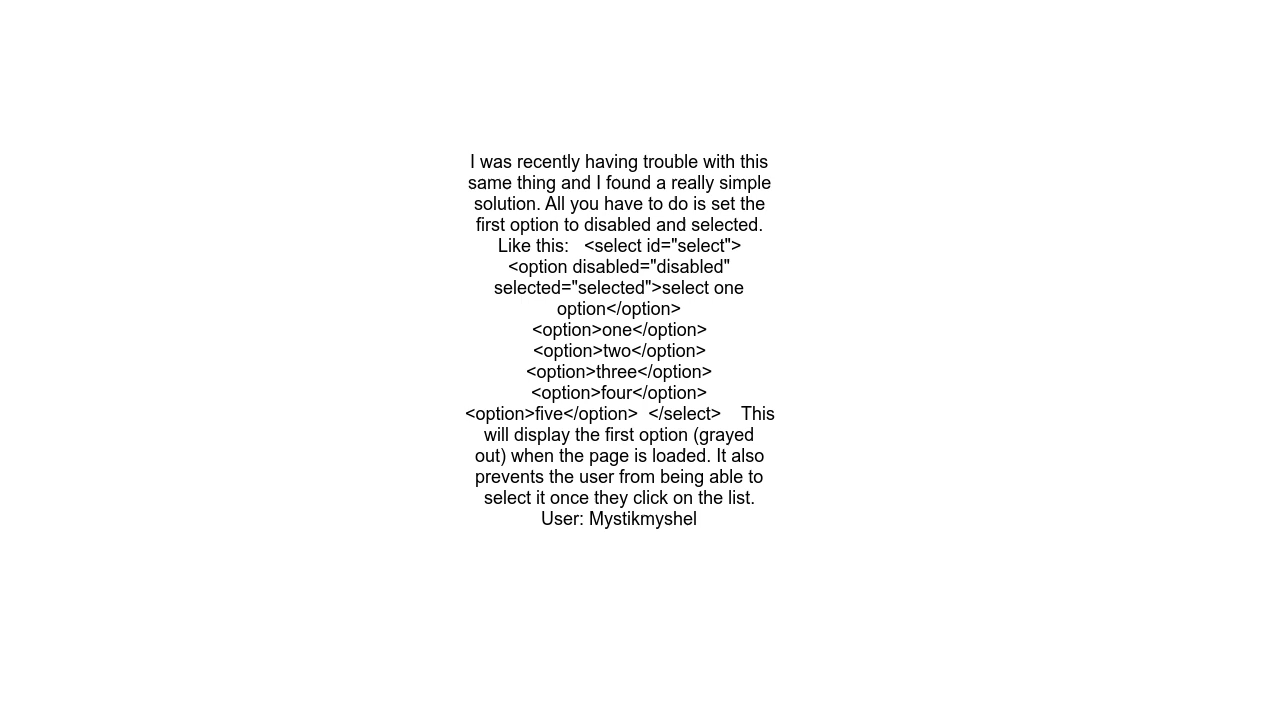 I was recently having trouble with this
same thing and I found a really simple
solution. All you have to do is set the
first option to disabled and selected.
Like this:   <select id="select">
<option disabled="disabled"
selected="selected">select one
option</option>
<option>one</option>
<option>two</option>
<option>three</option>
<option>four</option>
<option>five</option>  </select>    This
will display the first option (grayed
out) when the page is loaded. It also
prevents the user from being able to
select it once they click on the list.
User: Mystikmyshel